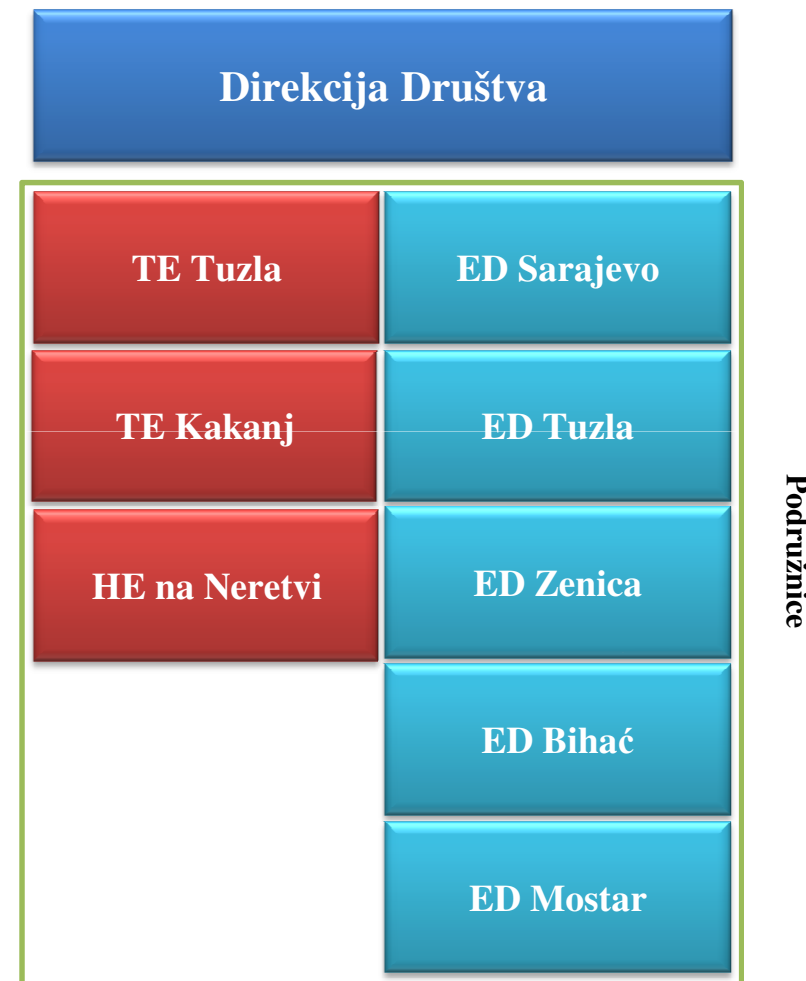 Direkcija Društva
TE Tuzla
ED Sarajevo
TE Kakanj
ED Tuzla
HE na Neretvi
ED Zenica
ED Bihać
ED Mostar
Podružnice